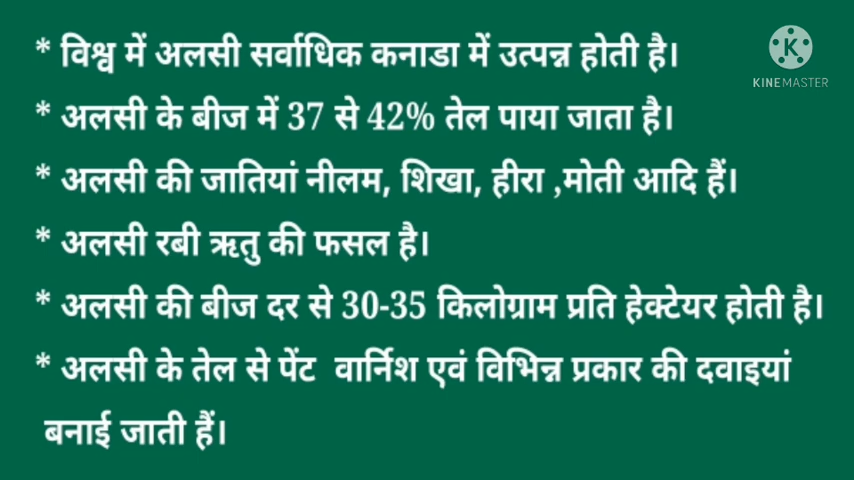 * विश्व में अलसी सर्वाधिक कनाडा में उत्पन्न होती है।
KINEMASTER
* अलसी के बीज में 37 से 42% तेल पाया जाता है।
* अलसी की जातियां नीलम, शिखा, हीरा ,मोती आदि हैं।
* अलसी रबी ऋतु की फसल है।
* अलसी की बीज दर से 30-35 किलोग्राम प्रति हेक्टेयर होती है।
* अलसी के तेल से पेंट वार्निश एवं विभिन्न प्रकार की दवाइयां
बनाई जाती हैं।